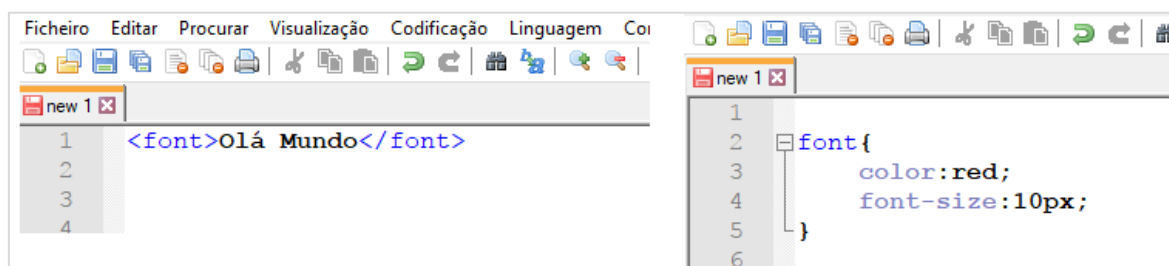 Ficheiro Editar Procurar Visualização Codificação Linguagem
new 1
1 <font>Olá Mundo</font>
2
3
4
new 1
1
2 font{
3 color:red;
4 font-size:10px;
5 }
6